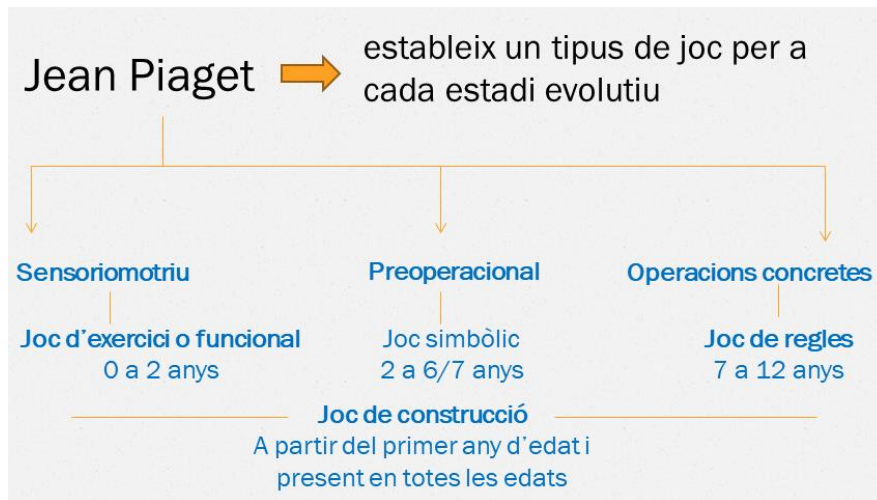 Jean Piaget
estableix un tipus de joc per a
cada estadi evolutiu
Sensoriomotriu
Joc d'exercici o funcional
0 a 2 anys
Preoperacional
Joc simbòlic
2 a 6/7 anys
Operacions concretes
Joc de regles
7 a 12 anys
Joc de construcció
A partir del primer any d'edat i
present en totes les edats